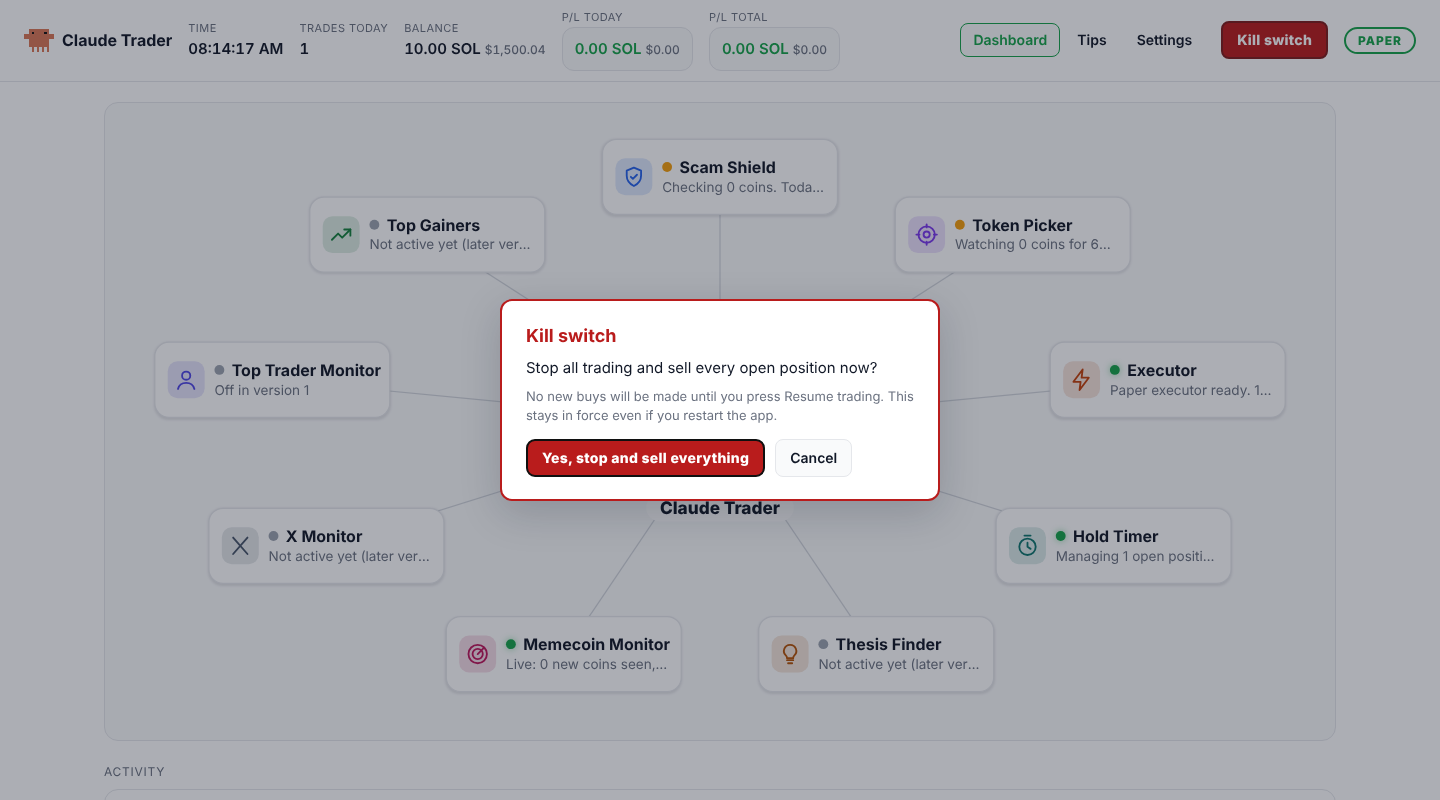 Claude Trader
TIME
08:14:17 AM
TRADES TODAY
1
BALANCE
10.00 SOL $1,500.04
P/L TODAY
0.00 SOL $0.00
P/L TOTAL
0.00 SOL $0.00
Dashboard
Tips
Settings
Kill switch
PAPER
Scam Shield
Checking 0 coins. Toda...
Top Gainers
Not active yet (later ver...
Token Picker
Watching 0 coins for 6...
Kill switch
Stop all trading and sell every open position now?
No new buys will be made until you press Resume trading. This
stays in force even if you restart the app.
Yes, stop and sell everything
Cancel
Top Trader Monitor
Off in version 1
Executor
Paper executor ready. 1...
Claude Trader
X Monitor
Not active yet (later ver...
Hold Timer
Managing 1 open positi...
Memecoin Monitor
Live: 0 new coins seen,...
Thesis Finder
Not active yet (later ver...
ACTIVITY